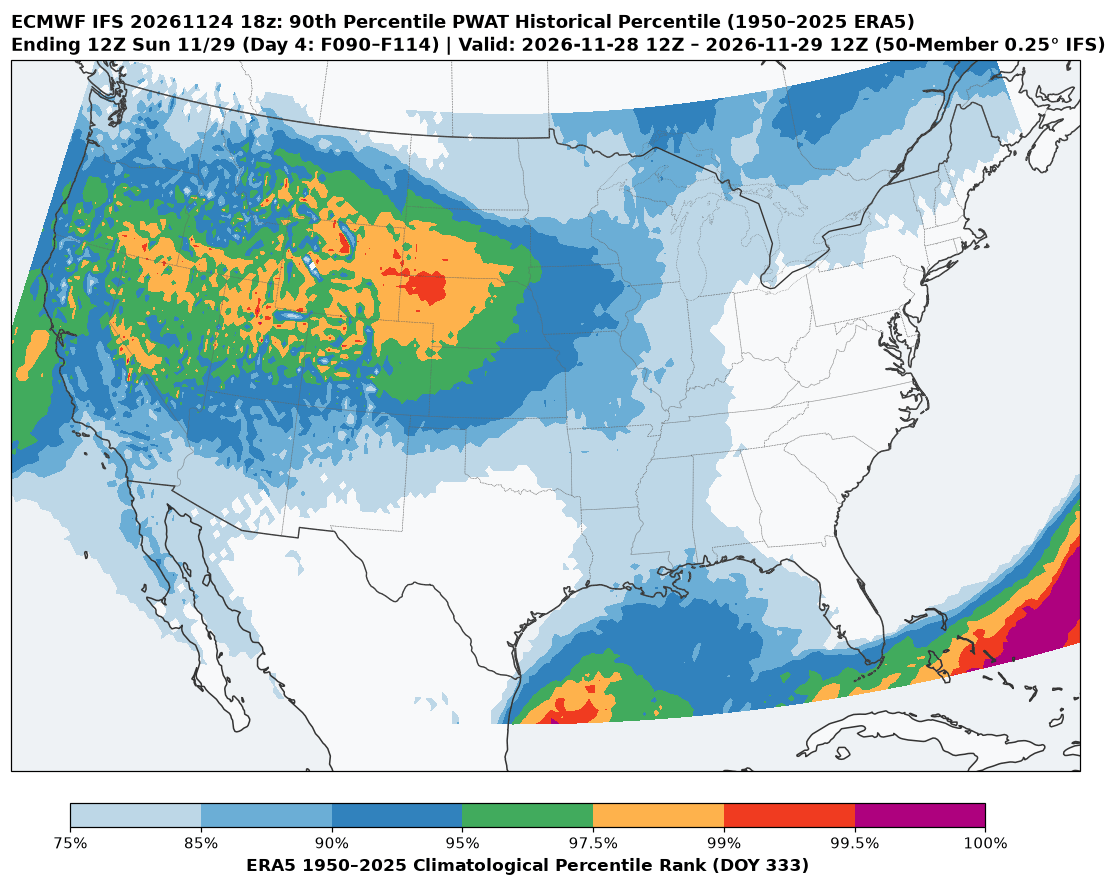 ECMWF IFS 20261124 18z: 90th Percentile PWAT Historical Percentile (1950–2025 ERA5)
Ending 12Z Sun 11/29 (Day 4: F090–F114) | Valid: 2026-11-28 12Z – 2026-11-29 12Z (50-Member 0.25° IFS)
75% 85% 90% 95% 97.5% 99% 99.5% 100%
ERA5 1950–2025 Climatological Percentile Rank (DOY 333)